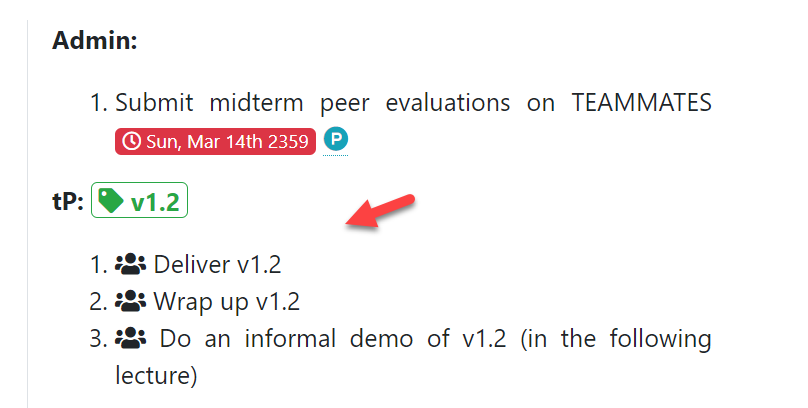 Admin:
1. Submit midterm peer evaluations on TEAMMATES
Sun, Mar 14th 2359 P
tP: v1.2
1. Deliver v1.2
2. Wrap up v1.2
3. Do an informal demo of v1.2 (in the following
lecture)